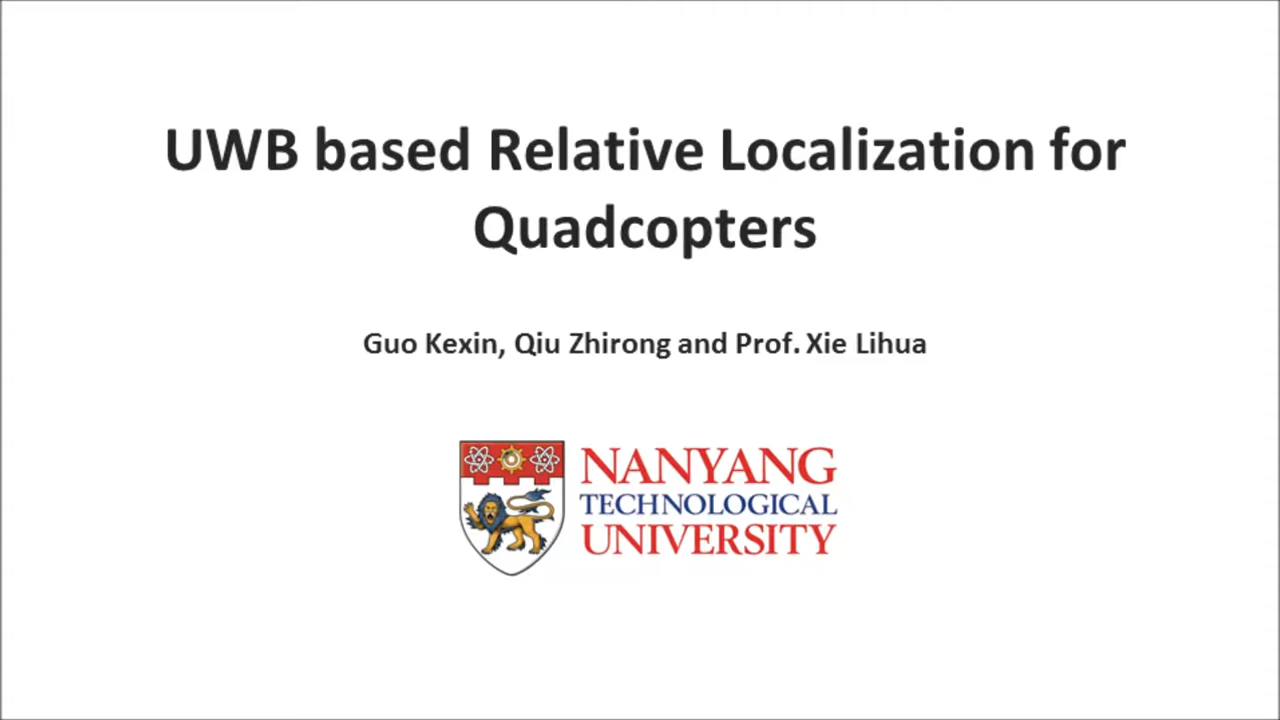 UWB based Relative Localization for
Quadcopters
Guo Kexin, Qiu Zhirong and Prof. Xie Lihua
NANYANG
TECHNOLOGICAL
UNIVERSITY